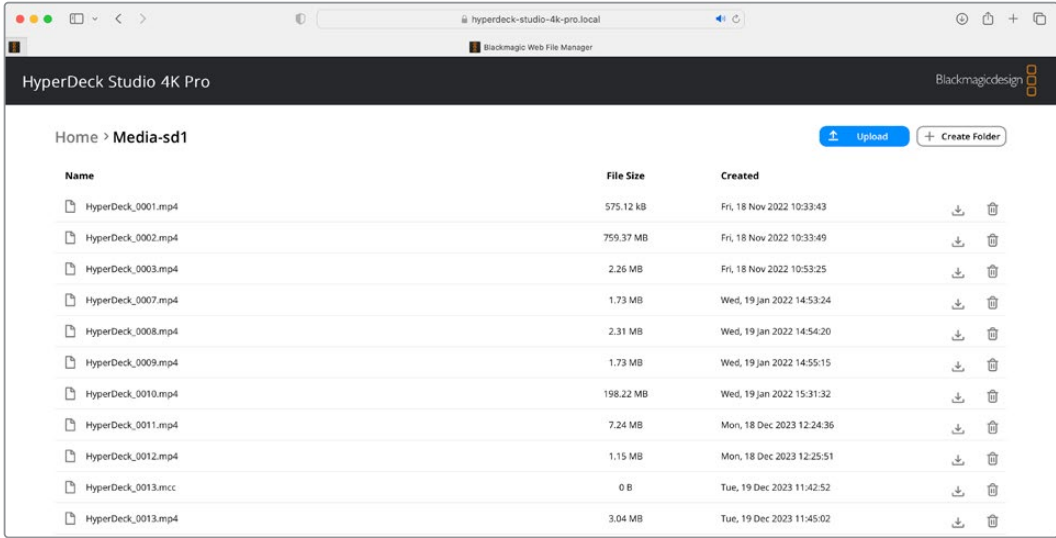 hyperdeck-studio-4k-pro.local
Blackmagic Web File Manager
HyperDeck Studio 4K Pro
Blackmagicdesign
Home > Media-sd1
Upload
+ Create Folder
Name File Size Created
HyperDeck_0001.mp4 575.12 kB Fri, 18 Nov 2022 10:33:43
HyperDeck_0002.mp4 759.37 MB Fri, 18 Nov 2022 10:33:49
HyperDeck_0003.mp4 2.26 MB Fri, 18 Nov 2022 10:53:25
HyperDeck_0007.mp4 1.73 MB Wed, 19 Jan 2022 14:53:24
HyperDeck_0008.mp4 2.31 MB Wed, 19 Jan 2022 14:54:20
HyperDeck_0009.mp4 1.73 MB Wed, 19 Jan 2022 14:55:15
HyperDeck_0010.mp4 198.22 MB Wed, 19 Jan 2022 15:31:32
HyperDeck_0011.mp4 7.24 MB Mon, 18 Dec 2023 12:24:36
HyperDeck_0012.mp4 1.15 MB Mon, 18 Dec 2023 12:25:51
HyperDeck_0013.mcc 0 B Tue, 19 Dec 2023 11:42:52
HyperDeck_0013.mp4 3.04 MB Tue, 19 Dec 2023 11:45:02